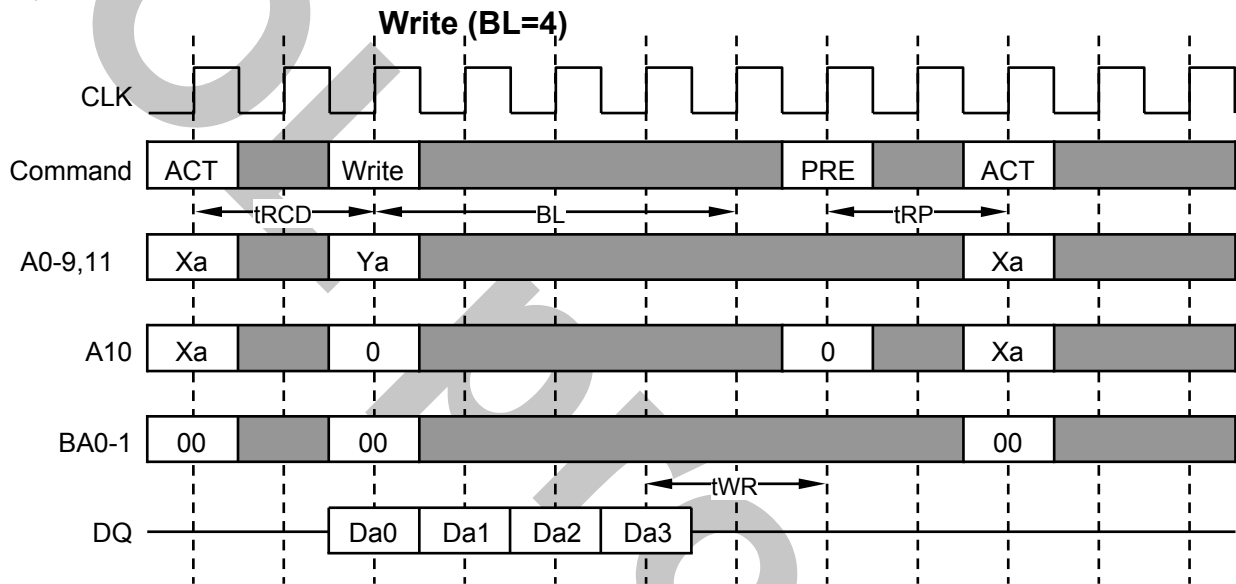 Write (BL=4)
CLK
Command ACT Write PRE ACT
tRCD BL tRP
A0-9,11 Xa Ya Xa
A10 Xa 0 0 Xa
BA0-1 00 00 00
tWR
DQ Da0 Da1 Da2 Da3